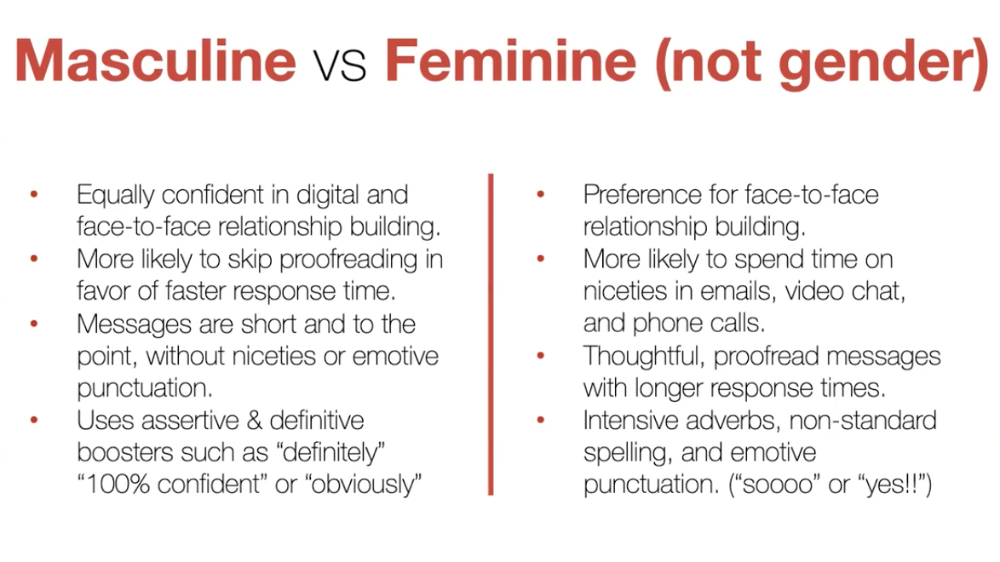 Masculine vs Feminine (not gender)
• Equally confident in digital and
face-to-face relationship building.
• More likely to skip proofreading in
favor of faster response time.
• Messages are short and to the
point, without niceties or emotive
punctuation.
• Uses assertive & definitive
boosters such as “definitely”
“100% confident” or “obviously”
• Preference for face-to-face
relationship building.
• More likely to spend time on
niceties in emails, video chat,
and phone calls.
• Thoughtful, proofread messages
with longer response times.
• Intensive adverbs, non-standard
spelling, and emotive
punctuation. (“soooo” or “yes!!”)